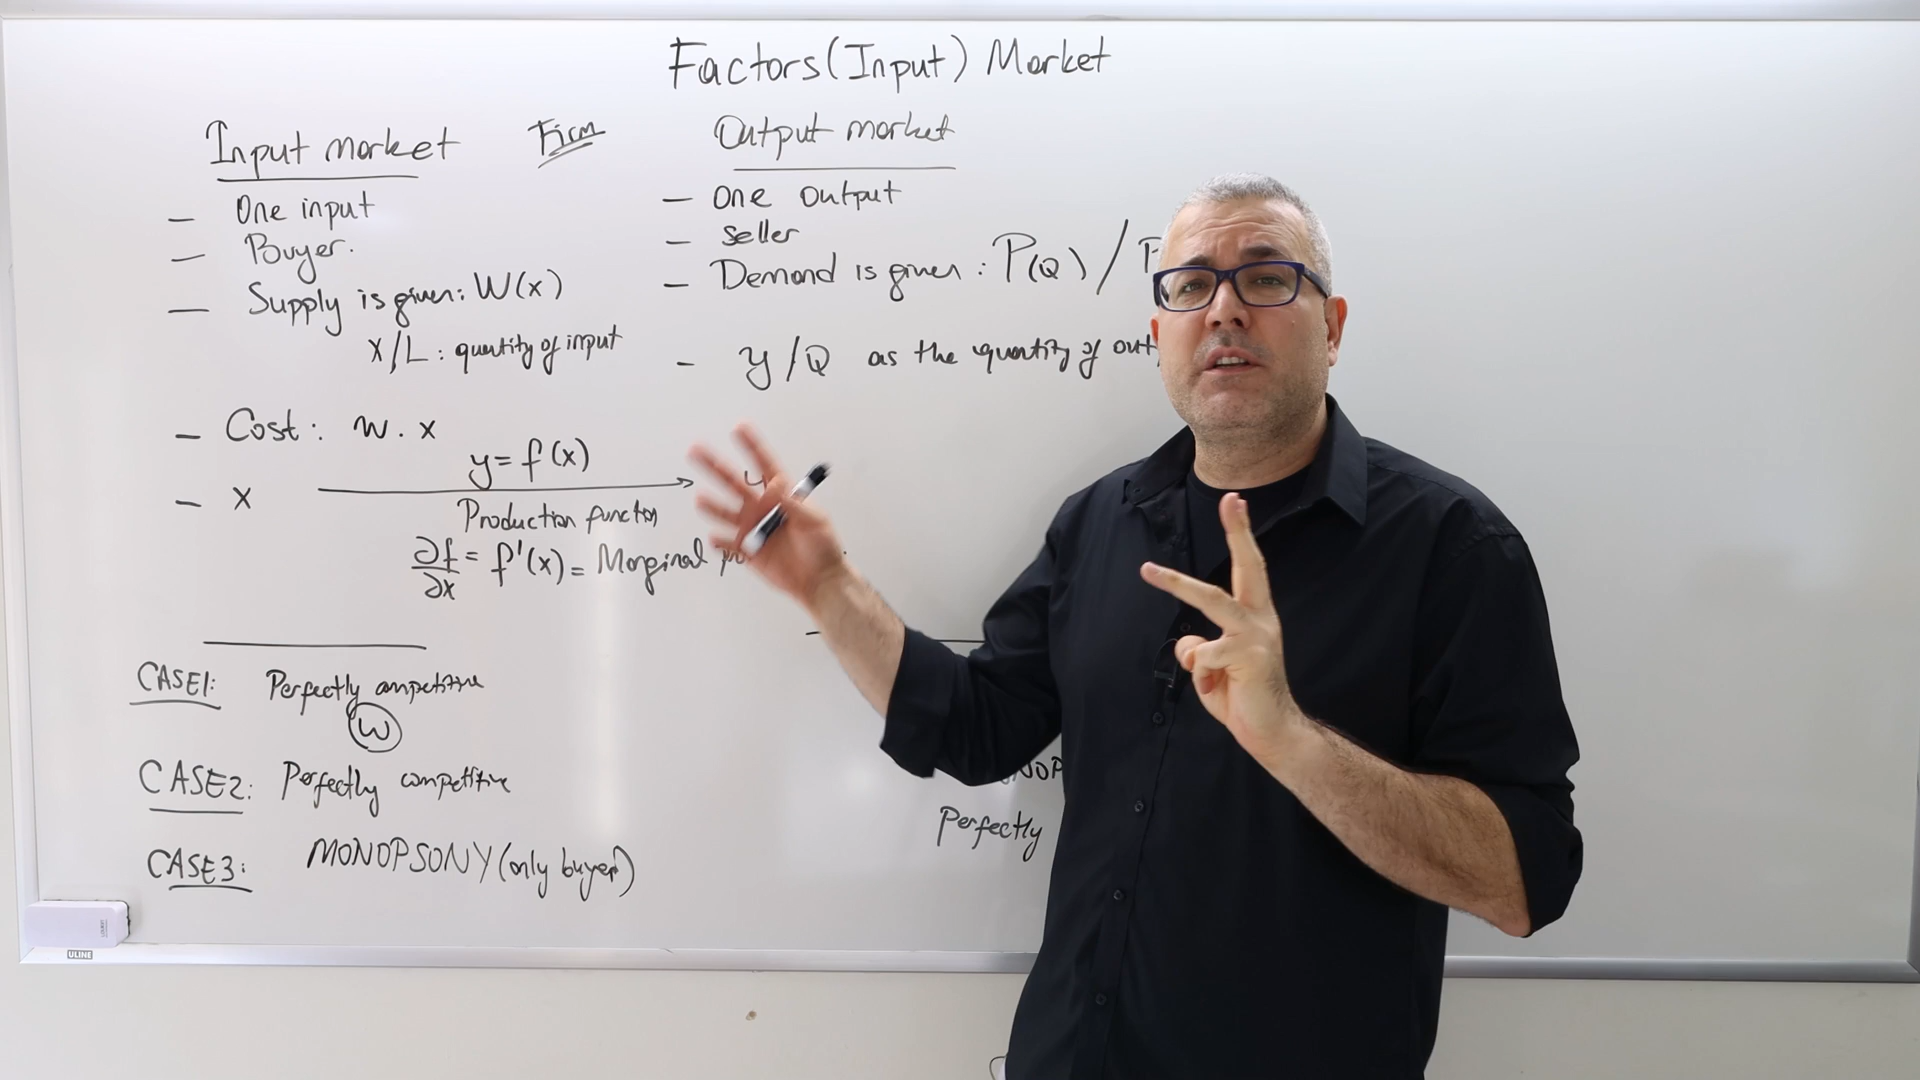 Factors (Input) Market
Input market
Firm
Output market
— One input
— Buyer.
— Supply is given: W(x)
x/L : quantity of input
— Cost: w . x
— x
y = f(x)
Production function
∂f/∂x = f'(x) = Marginal
— One output
— Seller
— Demand is given : P(Q) / P
— y / Q as the quantity of out
y
CASE1: Perfectly competitive
W
CASE2: Perfectly competitive
CASE3: MONOPSONY (only buyer)
Perfectly
ULINE